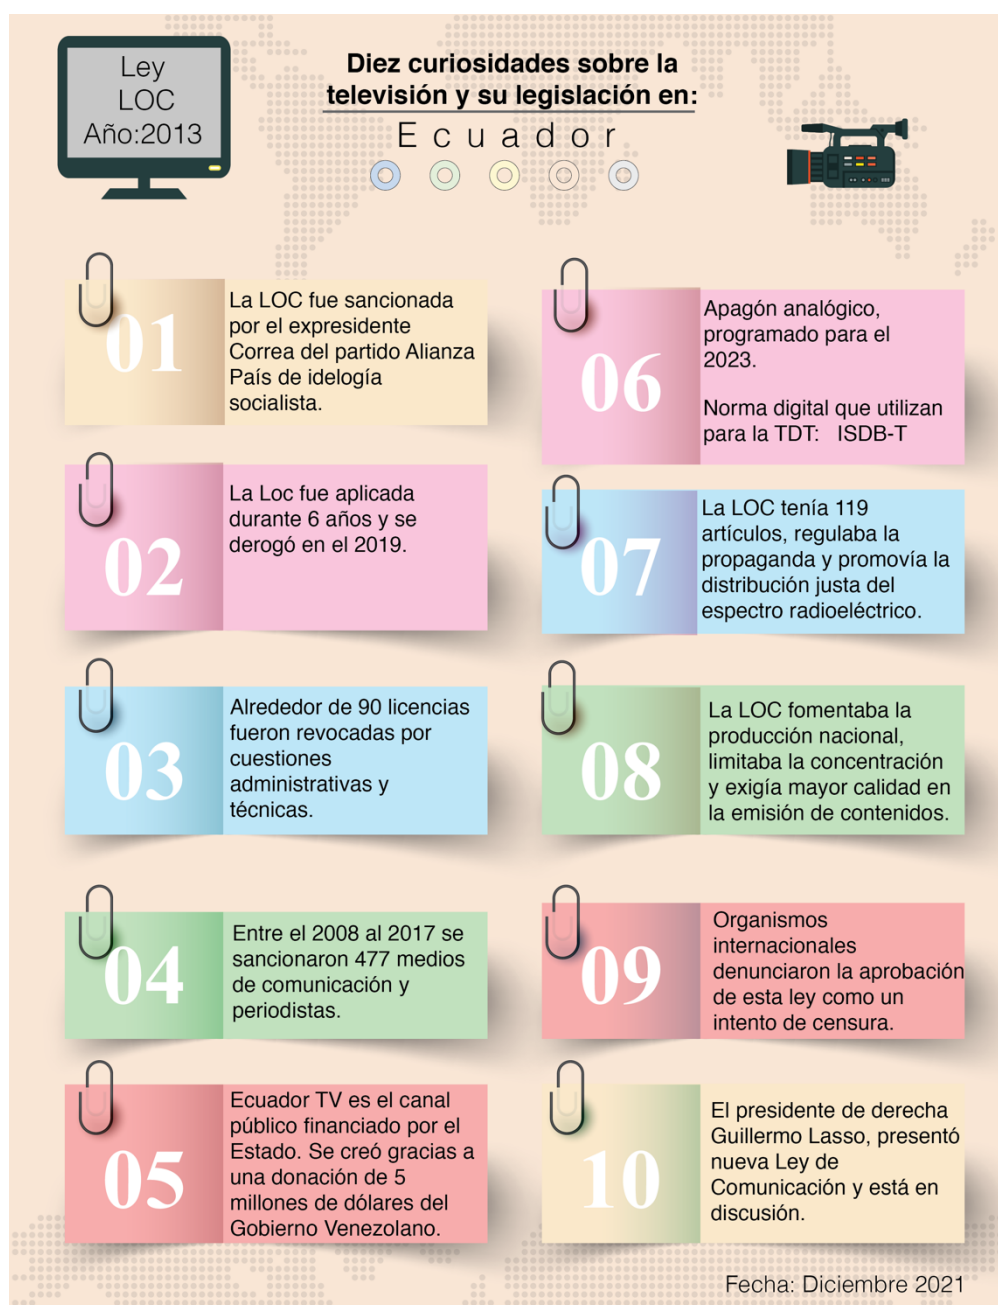 Ley
LOC
Año:2013
Diez curiosidades sobre la
televisión y su legislación en:
Ecuador
01
La LOC fue sancionada
por el expresidente
Correa del partido Alianza
País de idelogía
socialista.
02
La Loc fue aplicada
durante 6 años y se
derogó en el 2019.
03
Alrededor de 90 licencias
fueron revocadas por
cuestiones
administrativas y
técnicas.
04
Entre el 2008 al 2017 se
sancionaron 477 medios
de comunicación y
periodistas.
05
Ecuador TV es el canal
público financiado por el
Estado. Se creó gracias a
una donación de 5
millones de dólares del
Gobierno Venezolano.
06
Apagón analógico,
programado para el
2023.
Norma digital que utilizan
para la TDT: ISDB-T
07
La LOC tenía 119
artículos, regulaba la
propaganda y promovía la
distribución justa del
espectro radioeléctrico.
08
La LOC fomentaba la
producción nacional,
limitaba la concentración
y exigía mayor calidad en
la emisión de contenidos.
09
Organismos
internacionales
denunciaron la aprobación
de esta ley como un
intento de censura.
10
El presidente de derecha
Guillermo Lasso, presentó
nueva Ley de
Comunicación y está en
discusión.
Fecha: Diciembre 2021